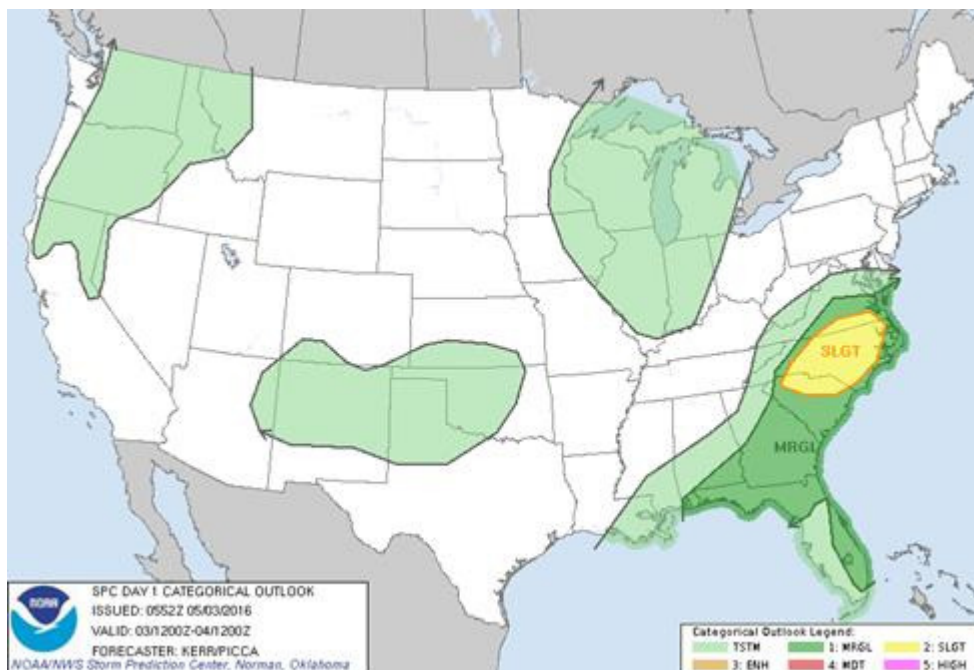 SLGT
MRGL
SPC DAY 1 CATEGORICAL OUTLOOK
ISSUED: 0552Z 05/03/2016
VALID: 03/1200Z-04/1200Z
FORECASTER: KERR/PICCA
NOAA/NWS Storm Prediction Center, Norman, Oklahoma
NOAA
Categorical Outlook Legend:
TSTM 1: MRGL 2: SLGT
3: ENH 4: MDT 5: HIGH